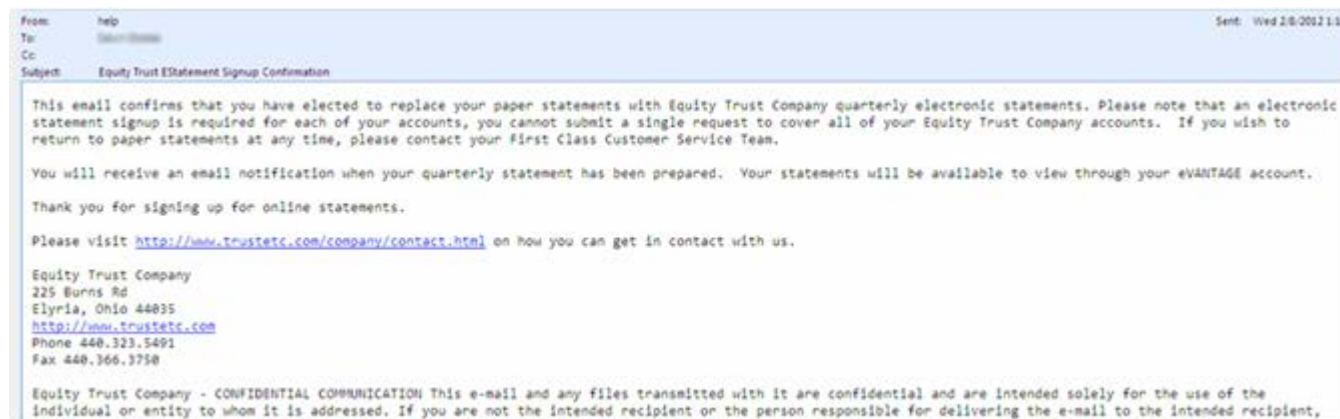 From: help Sent: Wed 2/8/2012 1:1
To:
Cc:
Subject: Equity Trust EStatement Signup Confirmation
This email confirms that you have elected to replace your paper statements with Equity Trust Company quarterly electronic statements. Please note that an electronic
statement signup is required for each of your accounts, you cannot submit a single request to cover all of your Equity Trust Company accounts. If you wish to
return to paper statements at any time, please contact your First Class Customer Service Team.
You will receive an email notification when your quarterly statement has been prepared. Your statements will be available to view through your eVANTAGE account.
Thank you for signing up for online statements.
Please visit http://www.trustetc.com/company/contact.html on how you can get in contact with us.
Equity Trust Company
225 Burns Rd
Elyria, Ohio 44035
http://www.trustetc.com
Phone 440.323.5491
Fax 440.366.3750
Equity Trust Company - CONFIDENTIAL COMMUNICATION This e-mail and any files transmitted with it are confidential and are intended solely for the use of the
individual or entity to whom it is addressed. If you are not the intended recipient or the person responsible for delivering the e-mail to the intended recipient,